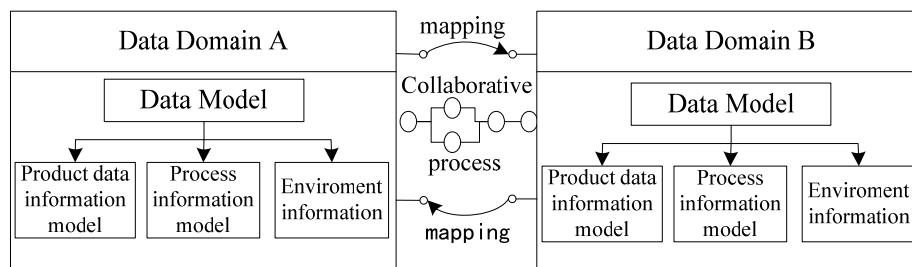 Data Domain A
Data Model
Product data
information
model
Process
information
model
Enviroment
information
mapping
Collaborative
process
mapping
Data Domain B
Data Model
Product data
information
model
Process
information
model
Enviroment
information